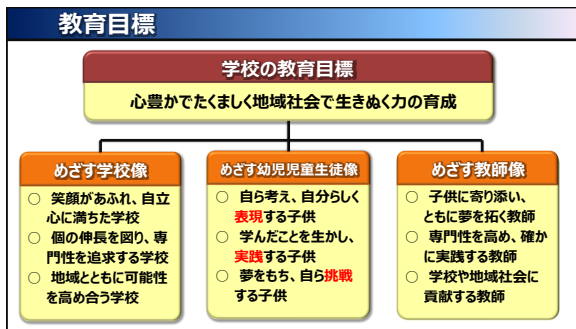 教育目標
学校の教育目標
心豊かでたくましく地域社会で生きぬく力の育成
めざす学校像
○ 笑顔があふれ、自立
心に満ちた学校
○ 個の伸長を図り、専
門性を追求する学校
○ 地域とともに可能性
を高め合う学校
めざす幼児児童生徒像
○ 自ら考え、自分らしく
表現する子供
○ 学んだことを生かし、
実践する子供
○ 夢をもち、自ら挑戦
する子供
めざす教師像
○ 子供に寄り添い、
ともに夢を拓く教師
○ 専門性を高め、確か
に実践する教師
○ 学校や地域社会に
貢献する教師